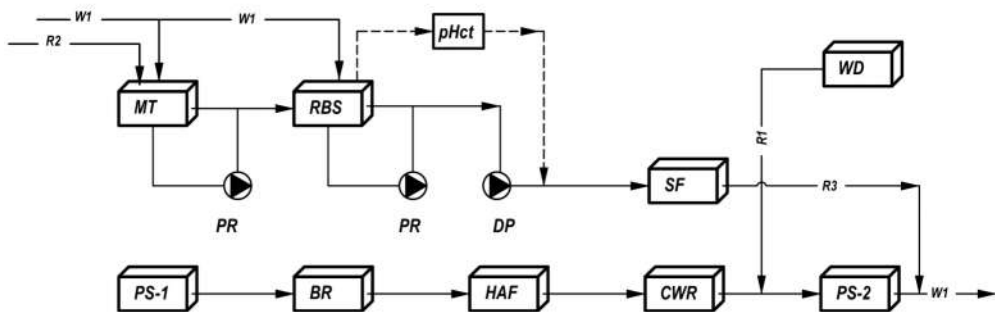 W1
W1
pHct
R2
WD
MT
RBS
R1
SF
R3
PR
PR
DP
PS-1
BR
HAF
CWR
PS-2
W1